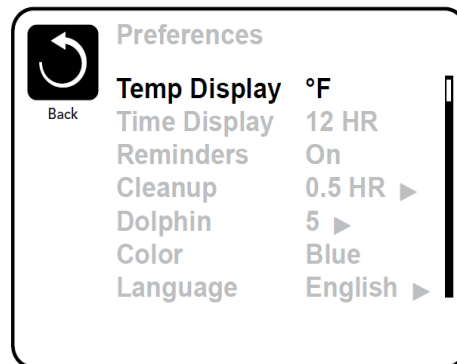 Preferences
Back
Temp Display °F
Time Display 12 HR
Reminders On
Cleanup 0.5 HR ▶
Dolphin 5 ▶
Color Blue
Language English ▶